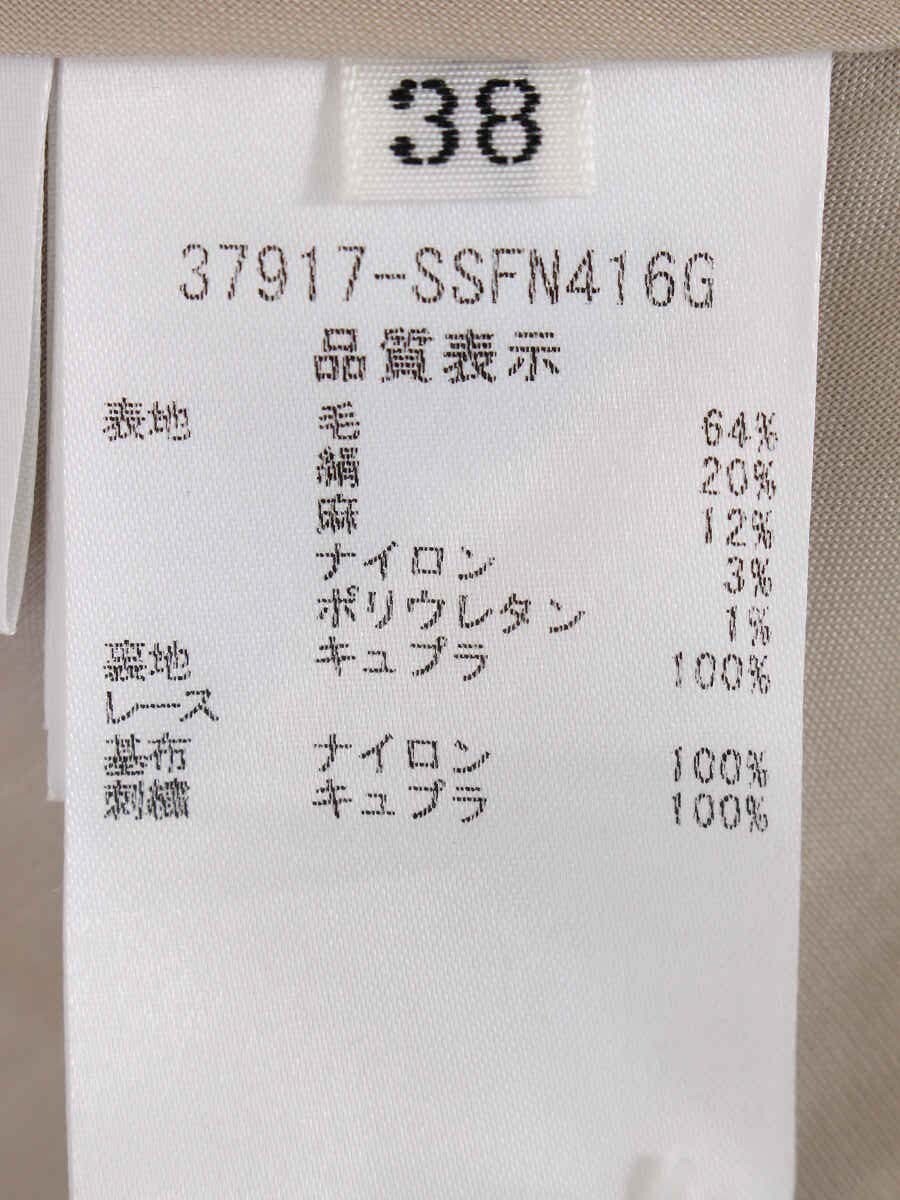 38
37917-SSFN416G
品質表示
表地 毛 64%
絹 20%
麻 12%
ナイロン 3%
ポリウレタン 1%
裏地 キュプラ 100%
レース
基布 ナイロン 100%
刺繍 キュプラ 100%